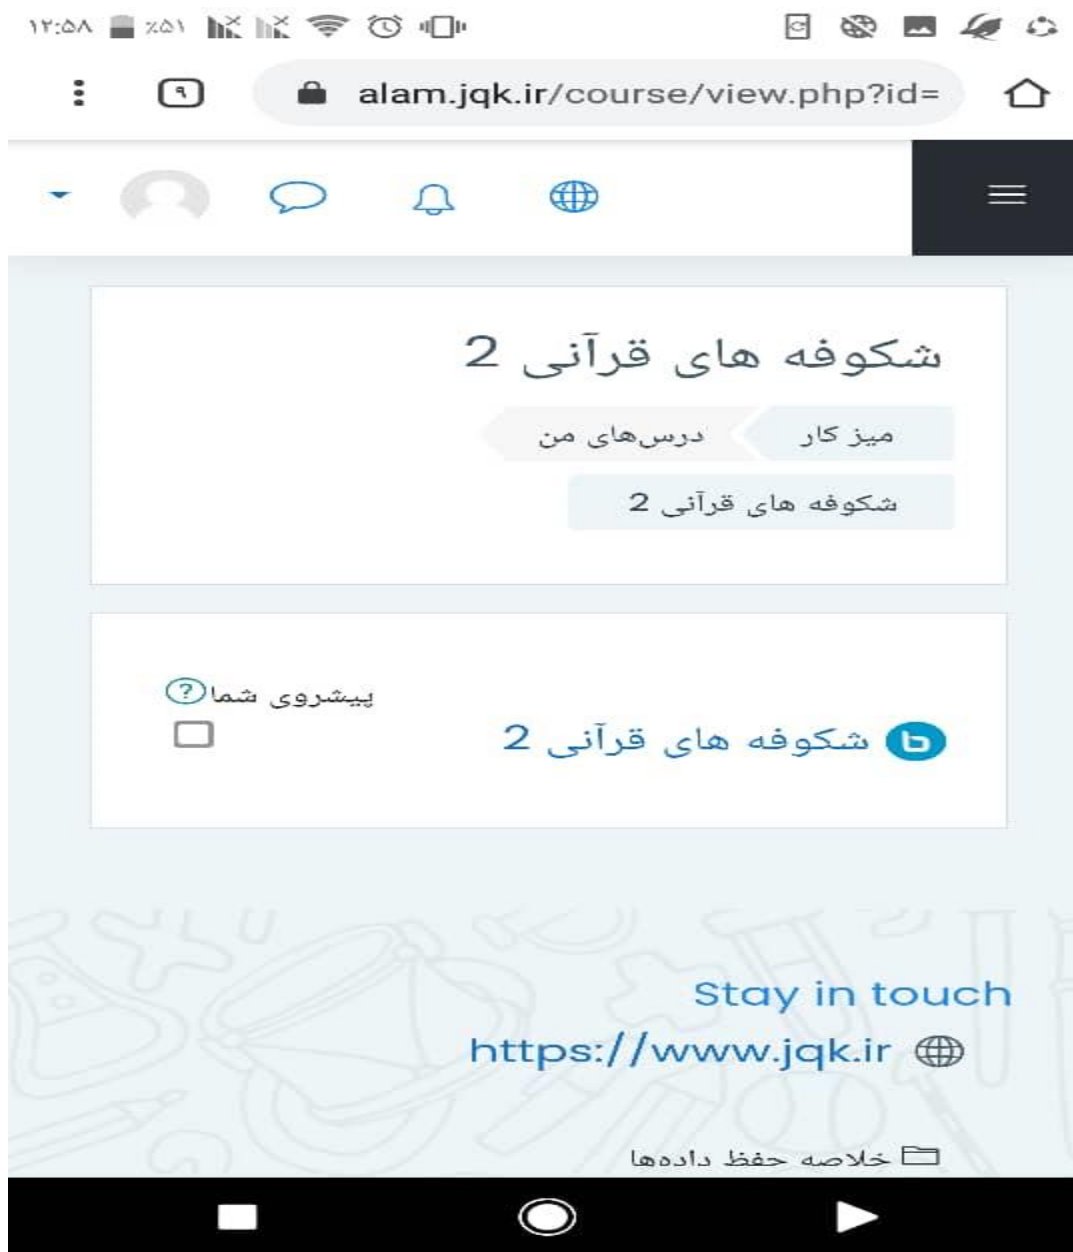 ۱۲:۵۸ ٪۵۱
۹ alam.jqk.ir/course/view.php?id=
شکوفه های قرآنی 2
میز کار درس‌های من
شکوفه های قرآنی 2
پیشروی شما ?
b شکوفه های قرآنی 2
Stay in touch
https://www.jqk.ir
خلاصه حفظ داده‌ها